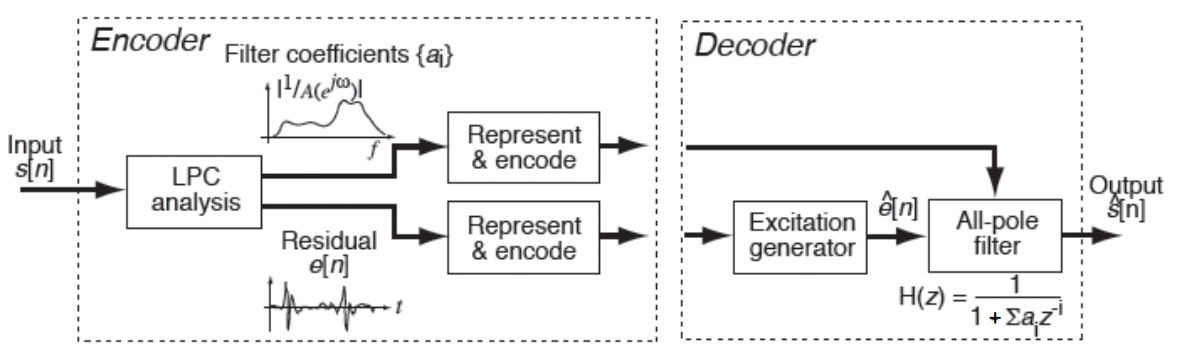 Encoder
Filter coefficients {aᵢ}
|1/A(e^jω)|
f
Input
s[n]
LPC
analysis
Represent
& encode
Represent
& encode
Residual
e[n]
t
Decoder
Excitation
generator
ê[n]
All-pole
filter
Output
ŝ[n]
H(z) = 1
1 + Σaᵢz⁻ⁱ